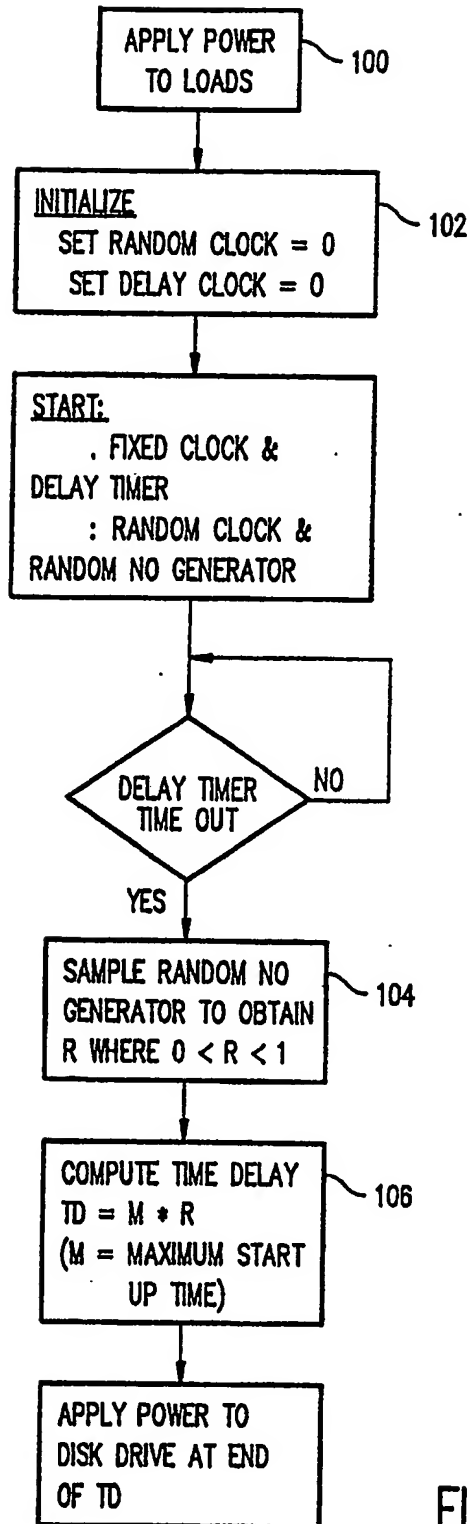 APPLY POWER
TO LOADS
100
INITIALIZE
SET RANDOM CLOCK = 0
SET DELAY CLOCK = 0
102
START:
. FIXED CLOCK &
DELAY TIMER
: RANDOM CLOCK &
RANDOM NO GENERATOR
DELAY TIMER
TIME OUT
NO
YES
SAMPLE RANDOM NO
GENERATOR TO OBTAIN
R WHERE 0 < R < 1
104
COMPUTE TIME DELAY
TD = M * R
(M = MAXIMUM START
UP TIME)
106
APPLY POWER TO
DISK DRIVE AT END
OF TD